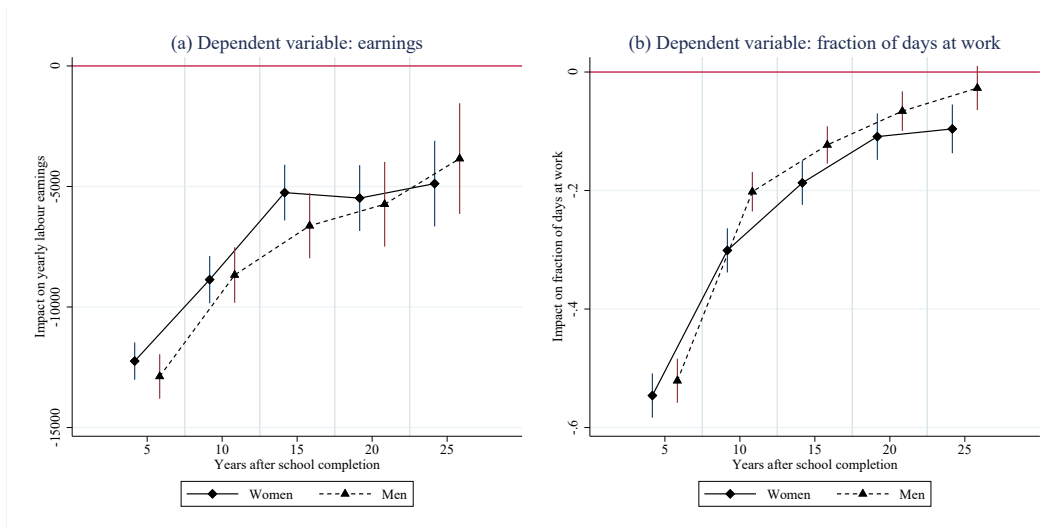 (a) Dependent variable: earnings
Impact on yearly labour earnings
0
-5000
-10000
-15000
5 10 15 20 25
Years after school completion
Women Men
(b) Dependent variable: fraction of days at work
Impact on fraction of days at work
0
-.2
-.4
-.6
5 10 15 20 25
Years after school completion
Women Men